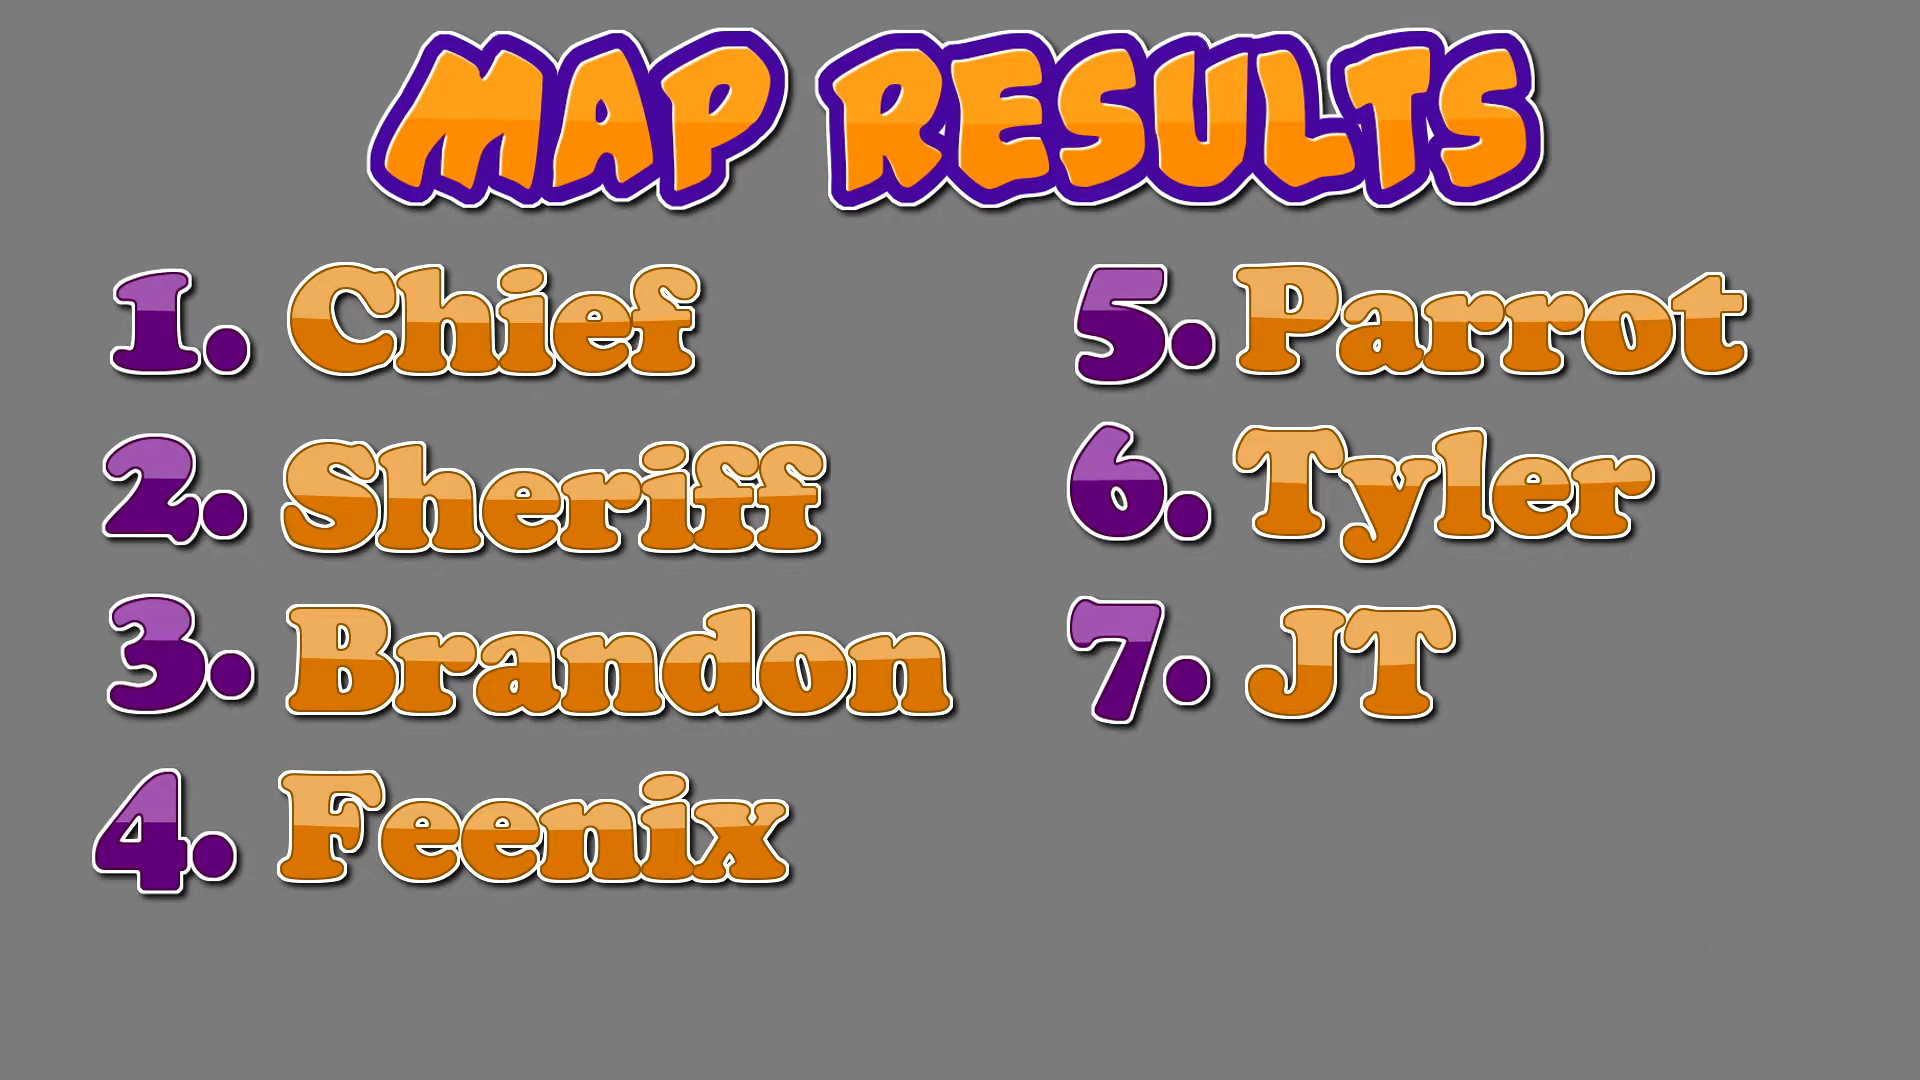 MAP RESULTS
1. Chief
2. Sheriff
3. Brandon
4. Feenix
5. Parrot
6. Tyler
7. JT